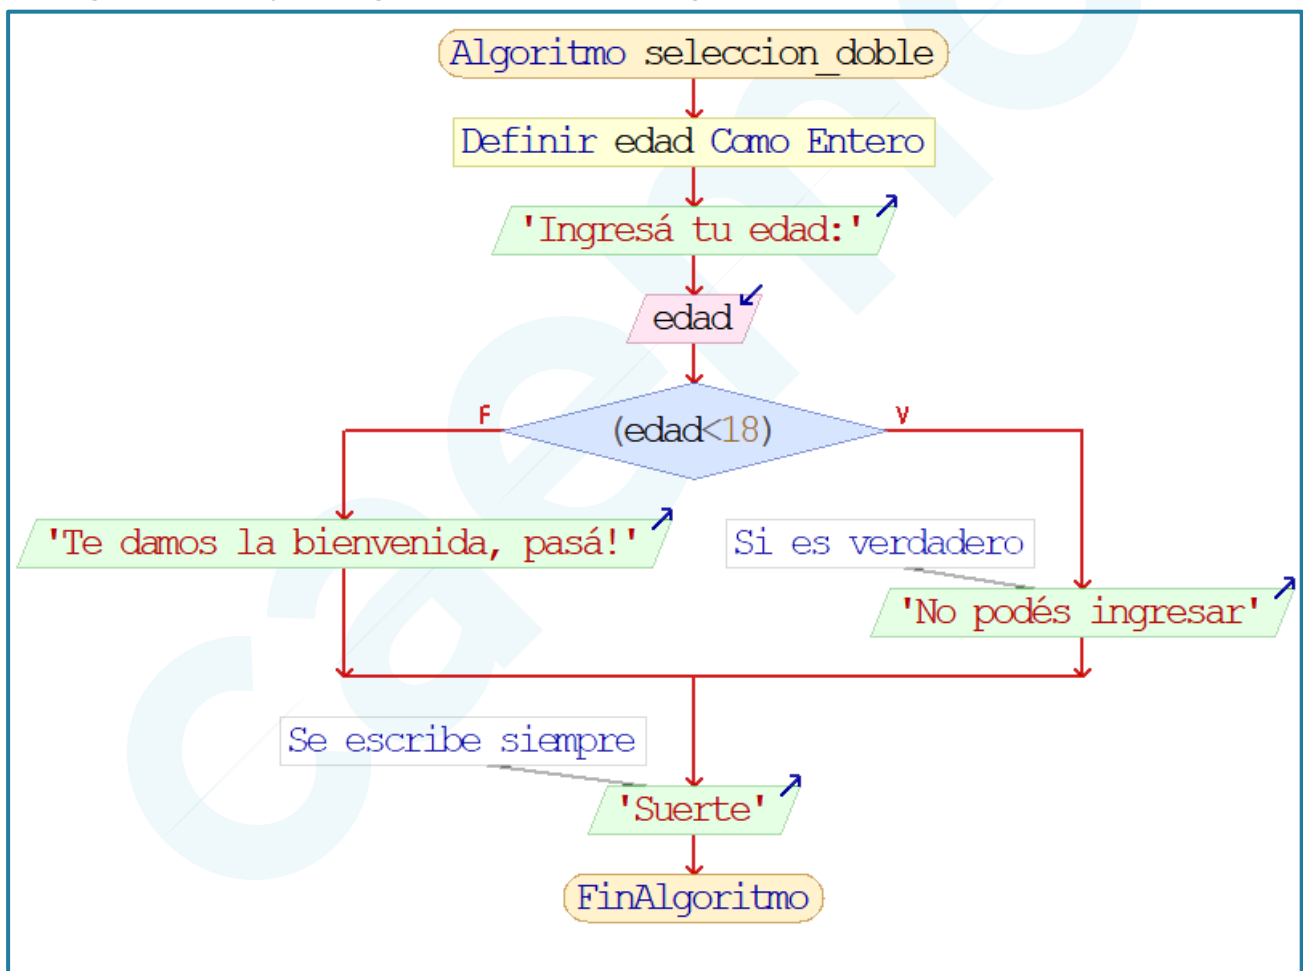 Algoritmo seleccion_doble
Definir edad Como Entero
'Ingresá tu edad:'
edad
F
(edad<18)
V
'Te damos la bienvenida, pasá!'
Si es verdadero
'No podés ingresar'
Se escribe siempre
'Suerte'
FinAlgoritmo